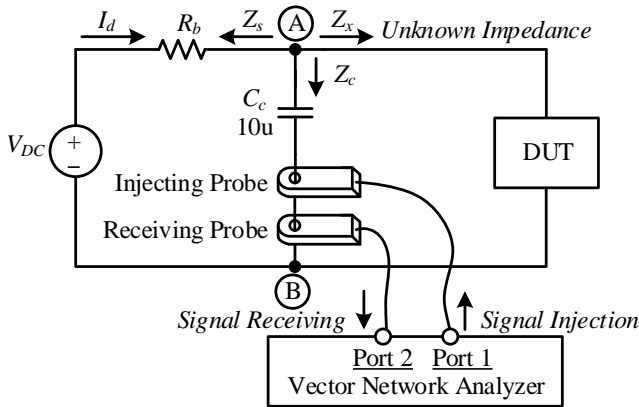 I_d
R_b
Z_s
A
Z_x
Unknown Impedance
Z_c
C_c
10u
V_DC
+
−
DUT
Injecting Probe
Receiving Probe
B
Signal Receiving
Signal Injection
Port 2
Port 1
Vector Network Analyzer